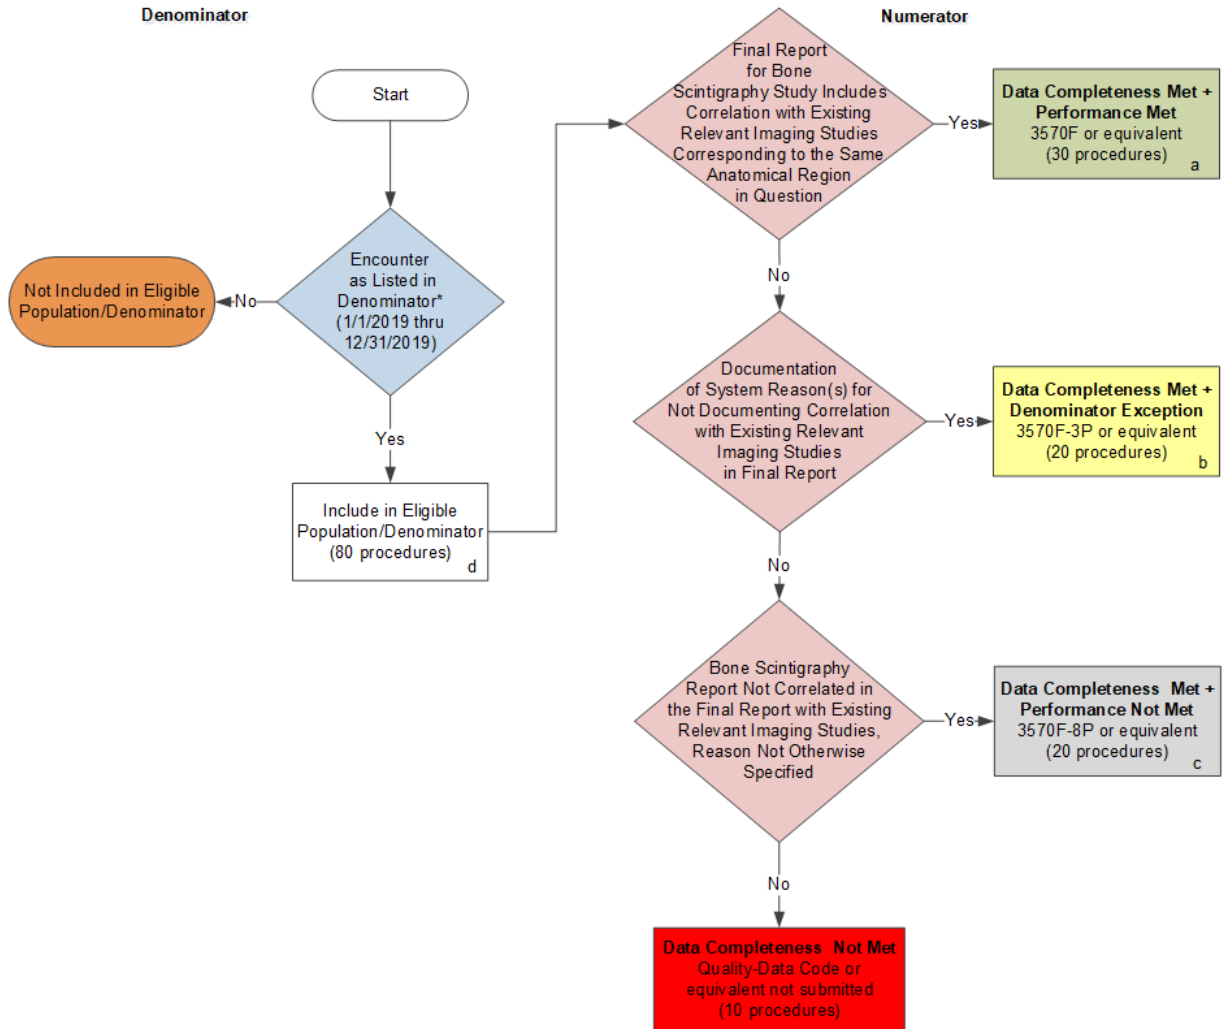 Denominator
Numerator
Start
Encounter
as Listed in
Denominator*
(1/1/2019 thru
12/31/2019)
No
Not Included in Eligible
Population/Denominator
Yes
Include in Eligible
Population/Denominator
(80 procedures)
d
Final Report
for Bone
Scintigraphy Study Includes
Correlation with Existing
Relevant Imaging Studies
Corresponding to the Same
Anatomical Region
in Question
Yes
Data Completeness Met +
Performance Met
3570F or equivalent
(30 procedures)
a
No
Documentation
of System Reason(s) for
Not Documenting Correlation
with Existing Relevant
Imaging Studies
in Final Report
Yes
Data Completeness Met +
Denominator Exception
3570F-3P or equivalent
(20 procedures)
b
No
Bone Scintigraphy
Report Not Correlated in
the Final Report with Existing
Relevant Imaging Studies,
Reason Not Otherwise
Specified
Yes
Data Completeness Met +
Performance Not Met
3570F-8P or equivalent
(20 procedures)
c
No
Data Completeness Not Met
Quality-Data Code or
equivalent not submitted
(10 procedures)